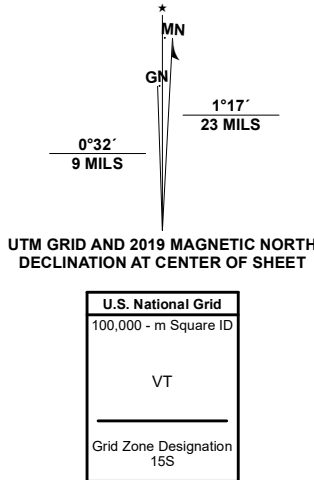 ★
MN
GN
1°17´
23 MILS
0°32´
9 MILS
UTM GRID AND 2019 MAGNETIC NORTH
DECLINATION AT CENTER OF SHEET
U.S. National Grid
100,000 - m Square ID
VT
Grid Zone Designation
15S